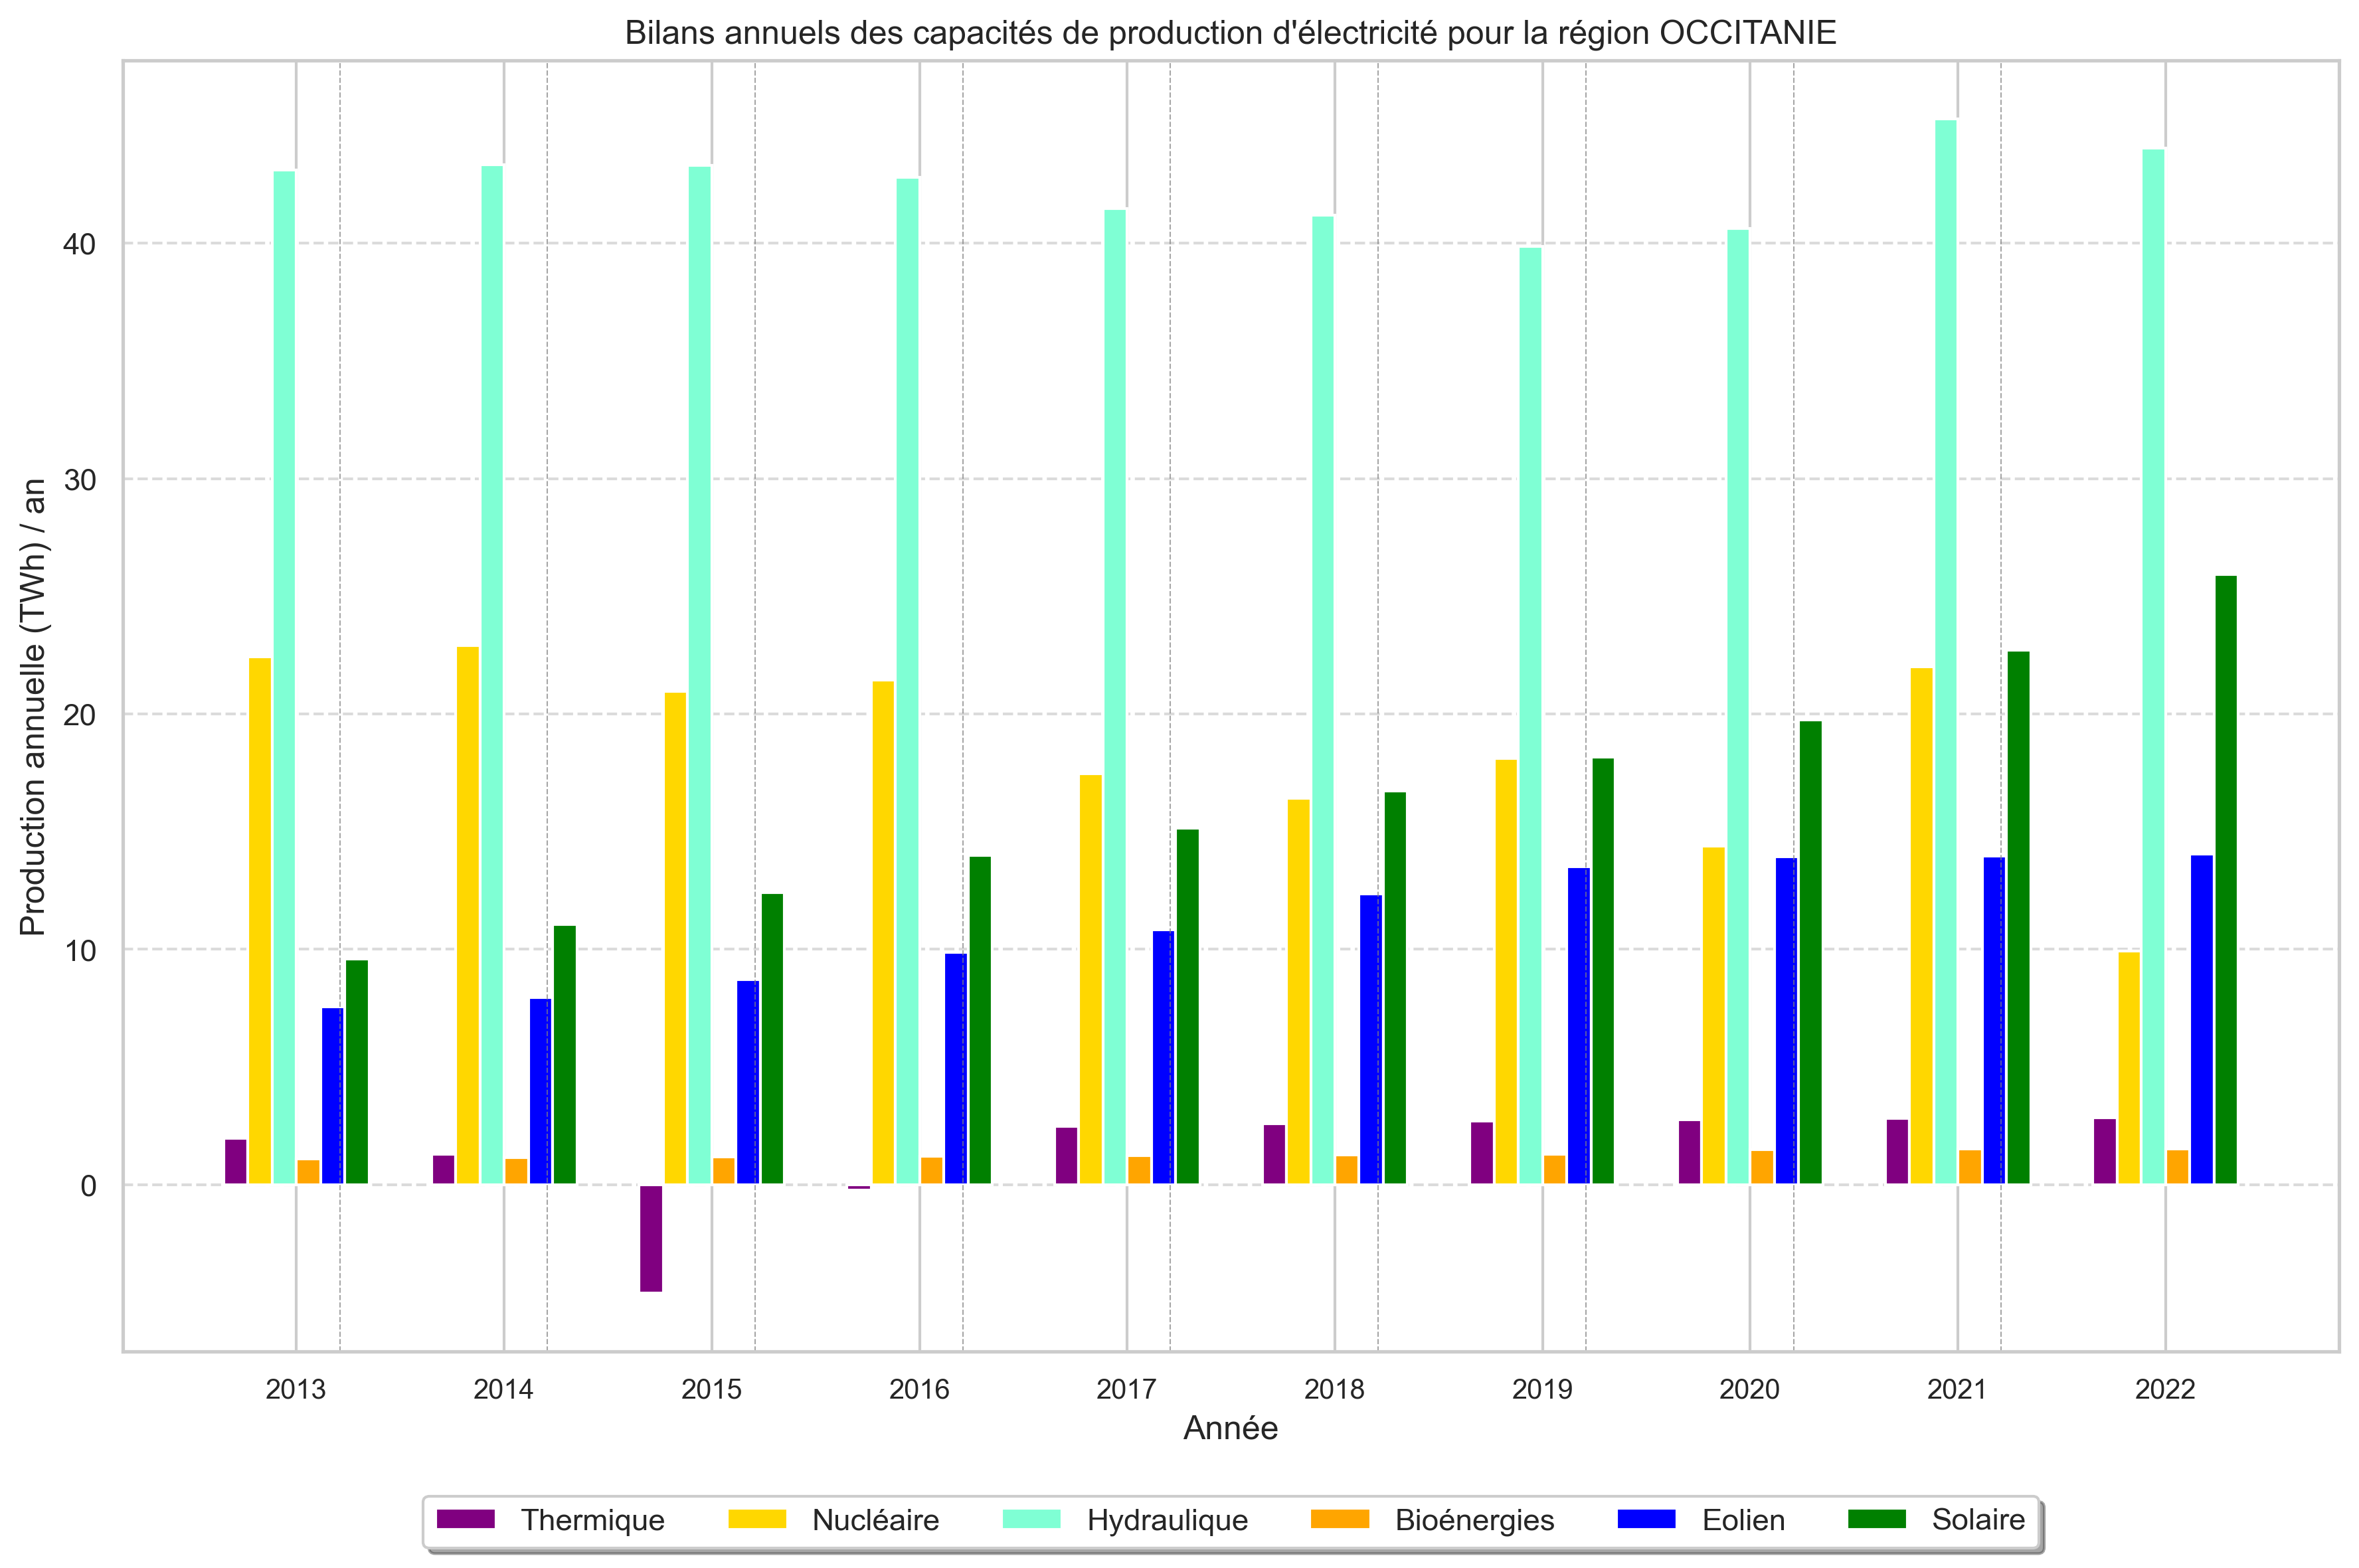 Bilans annuels des capacités de production d'électricité pour la région OCCITANIE
Production annuelle (TWh) / an
40
30
20
10
0
2013 2014 2015 2016 2017 2018 2019 2020 2021 2022
Année
Thermique Nucléaire Hydraulique Bioénergies Eolien Solaire